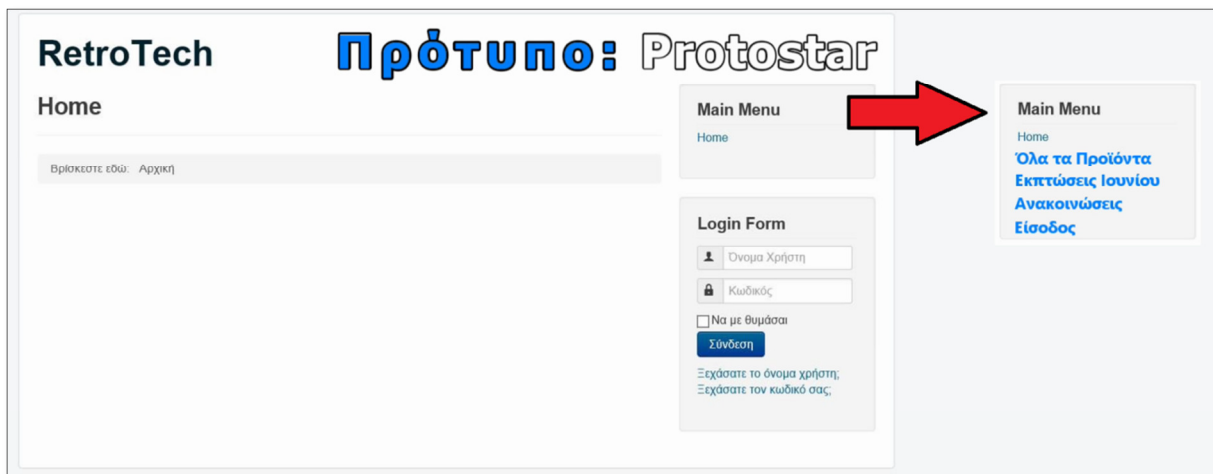 RetroTech
Πρότυπο: Protostar
Home
Βρίσκεστε εδώ: Αρχική
Main Menu
Home
Login Form
Όνομα Χρήστη
Κωδικός
Να με θυμάσαι
Σύνδεση
Ξεχάσατε το όνομα χρήστη;
Ξεχάσατε τον κωδικό σας;
Main Menu
Home
Όλα τα Προϊόντα
Εκπτώσεις Ιουνίου
Ανακοινώσεις
Είσοδος